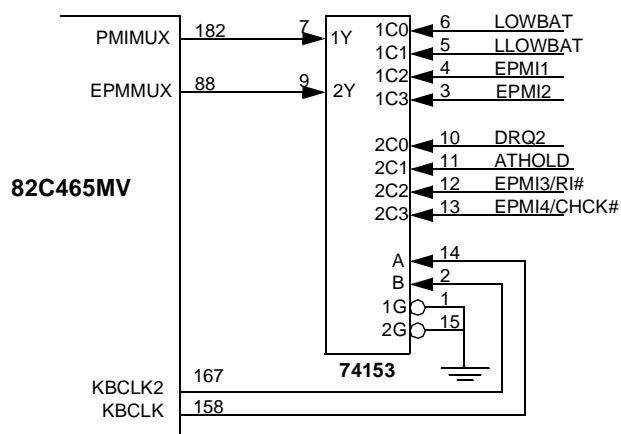 PMIMUX 182 7 1Y 1C0 6 LOWBAT
1C1 5 LLOWBAT
EPMMUX 88 9 2Y 1C2 4 EPMI1
1C3 3 EPMI2
2C0 10 DRQ2
2C1 11 ATHOLD
82C465MV 2C2 12 EPMI3/RI#
2C3 13 EPMI4/CHCK#
A 14
B 2
1G 1
2G 15
74153
KBCLK2 167
KBCLK 158